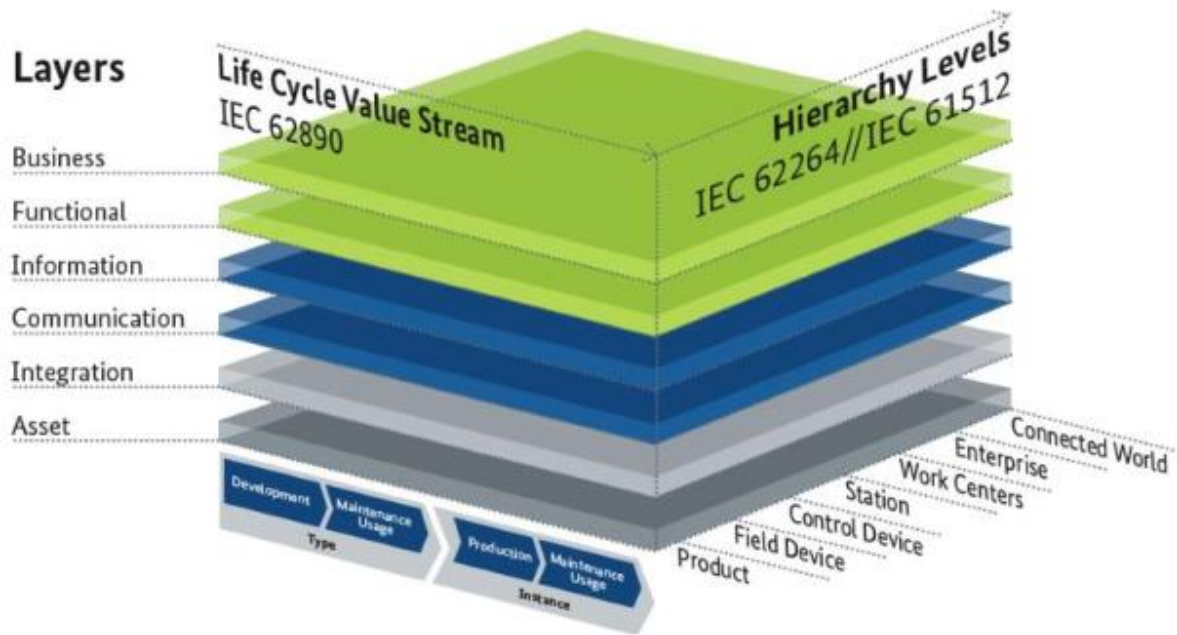 Layers
Life Cycle Value Stream
IEC 62890
Hierarchy Levels
IEC 62264//IEC 61512
Business
Functional
Information
Communication
Integration
Asset
Development
Maintenance
Usage
Type
Production
Maintenance
Usage
Instance
Connected World
Enterprise
Work Centers
Station
Control Device
Field Device
Product